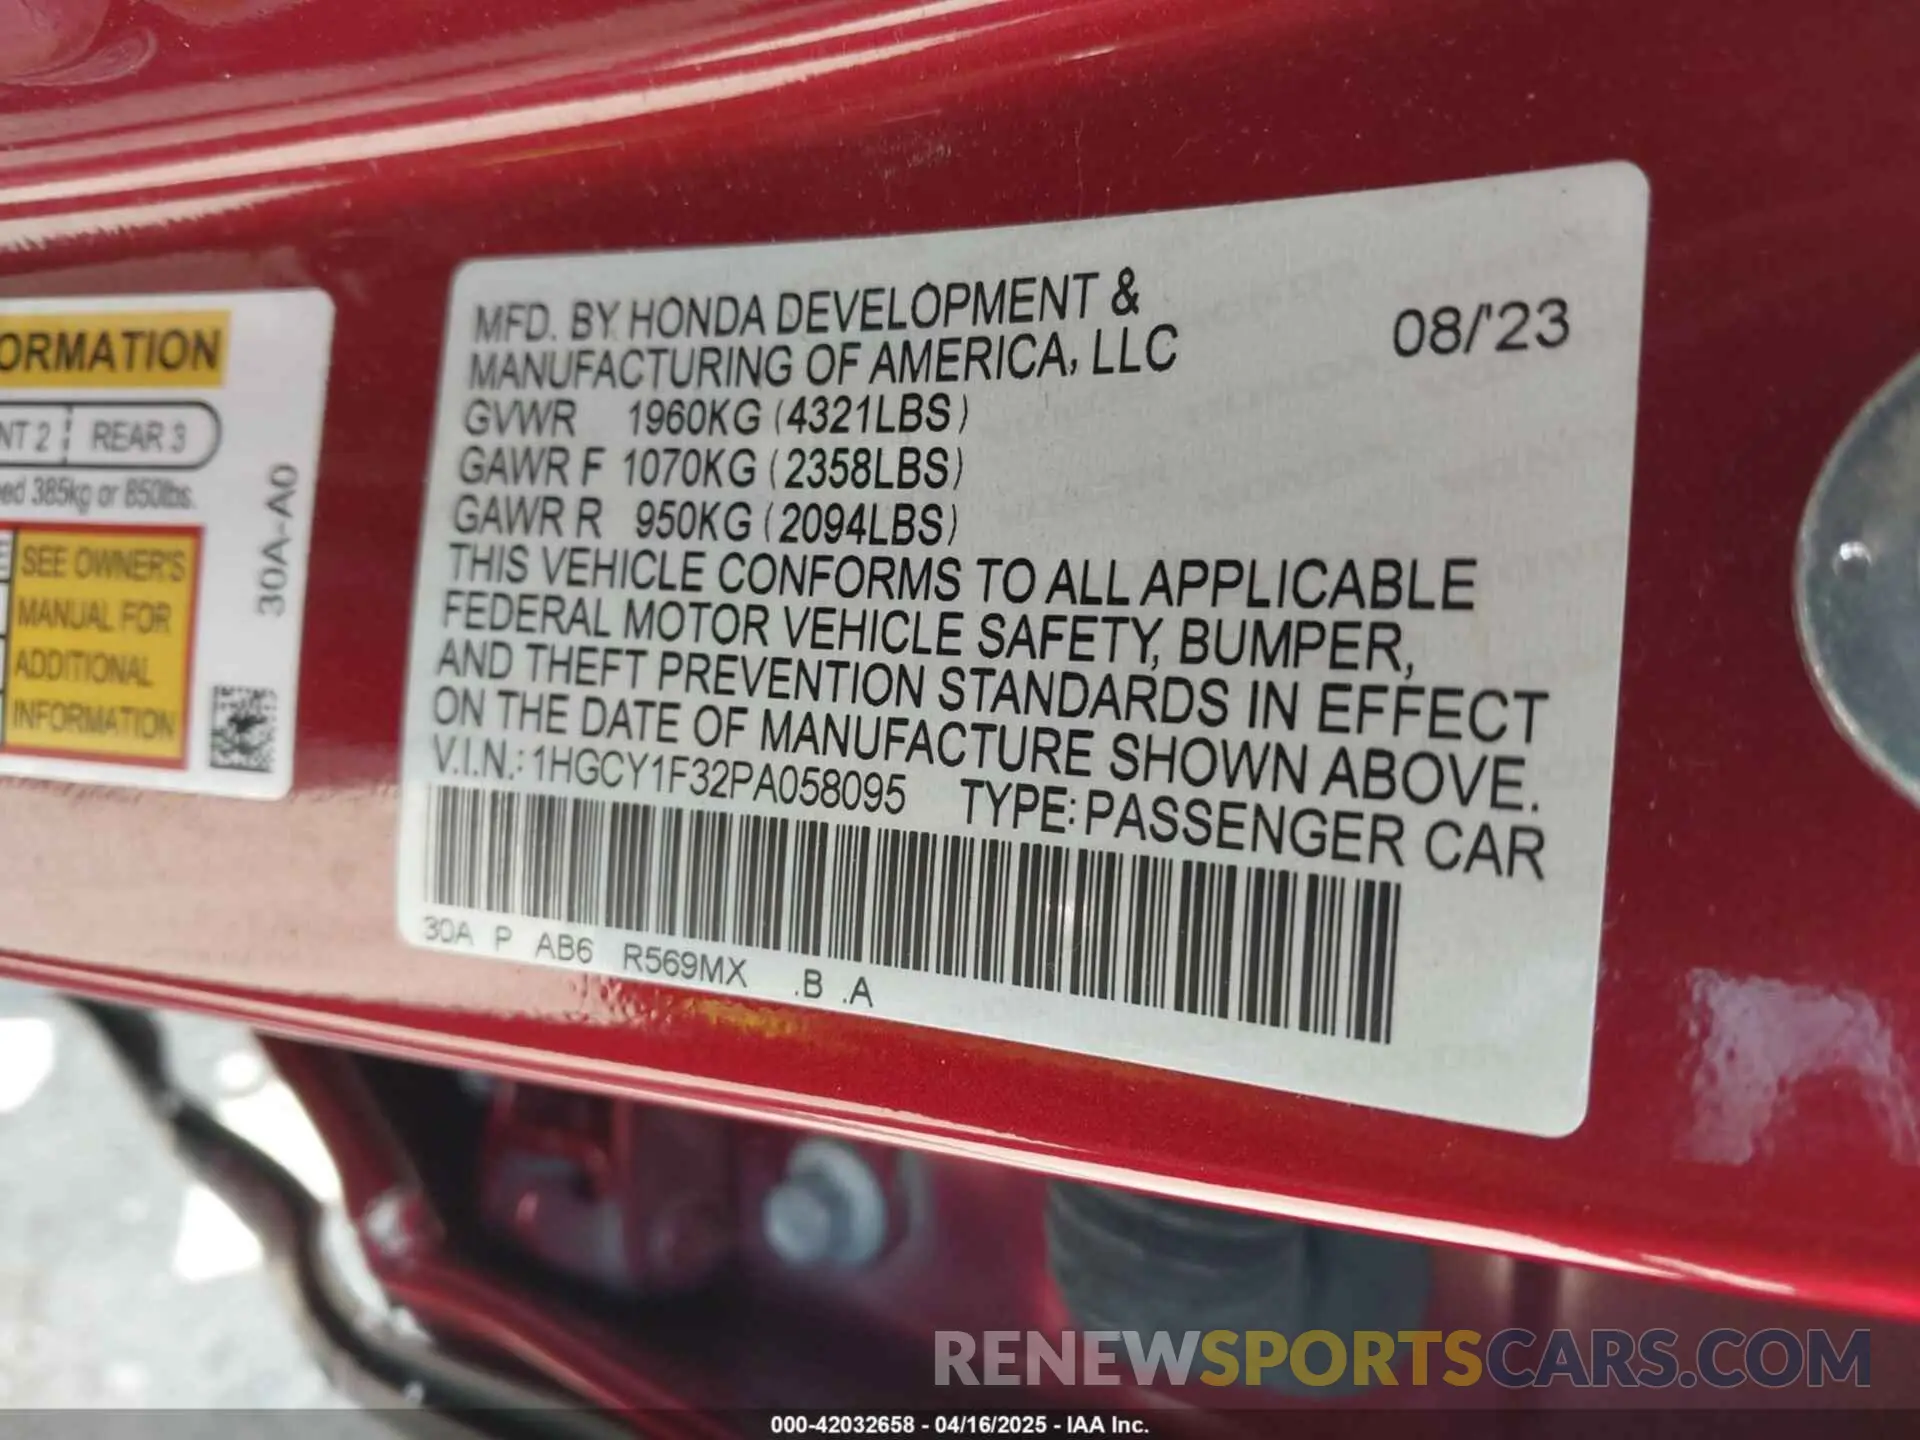 ORMATION
NT 2 REAR 3
ed 385kg or 850lbs.
SEE OWNER'S
MANUAL FOR
ADDITIONAL
INFORMATION
30A-A0
MFD. BY HONDA DEVELOPMENT &
MANUFACTURING OF AMERICA, LLC
08/'23
GVWR 1960KG (4321LBS)
GAWR F 1070KG (2358LBS)
GAWR R 950KG (2094LBS)
THIS VEHICLE CONFORMS TO ALL APPLICABLE
FEDERAL MOTOR VEHICLE SAFETY, BUMPER,
AND THEFT PREVENTION STANDARDS IN EFFECT
ON THE DATE OF MANUFACTURE SHOWN ABOVE.
V.I.N.: 1HGCY1F32PA058095 TYPE: PASSENGER CAR
30A P AB6 R569MX .B .A
RENEWSPORTSCARS.COM
000-42032658 - 04/16/2025 - IAA Inc.